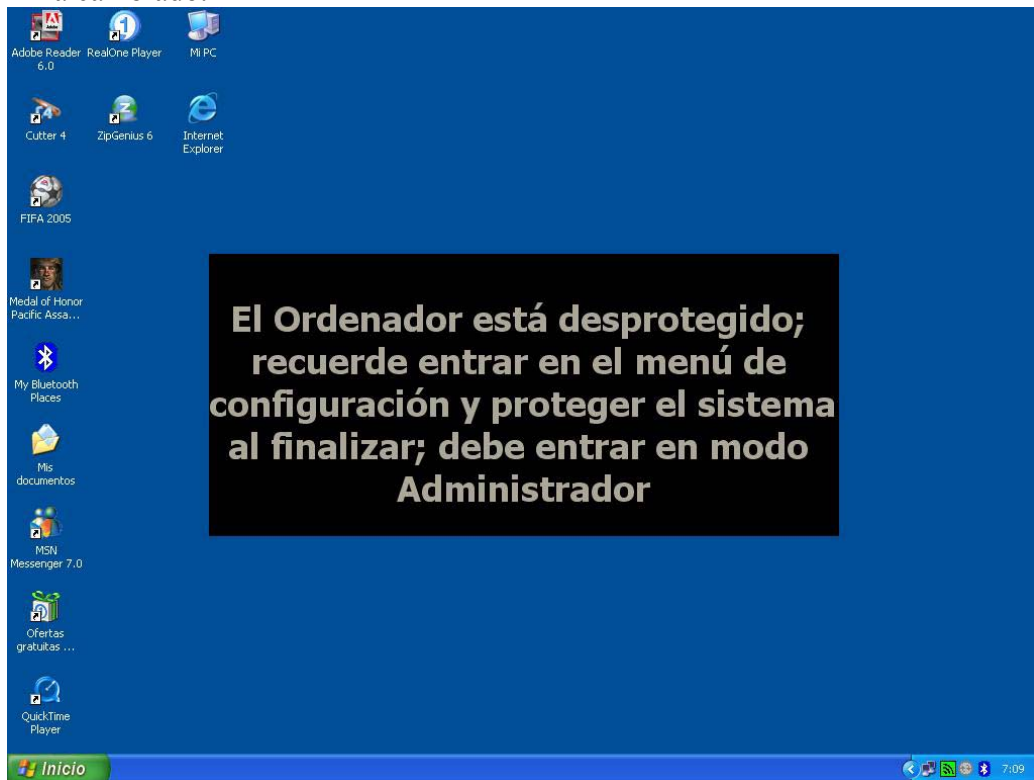 Adobe Reader
6.0
RealOne Player
Mi PC
Cutter 4
ZipGenius 6
Internet
Explorer
FIFA 2005
Medal of Honor
Pacific Assa...
My Bluetooth
Places
Mis
documentos
MSN
Messenger 7.0
Ofertas
gratuitas ...
QuickTime
Player
El Ordenador está desprotegido;
recuerde entrar en el menú de
configuración y proteger el sistema
al finalizar; debe entrar en modo
Administrador
Inicio
7:09